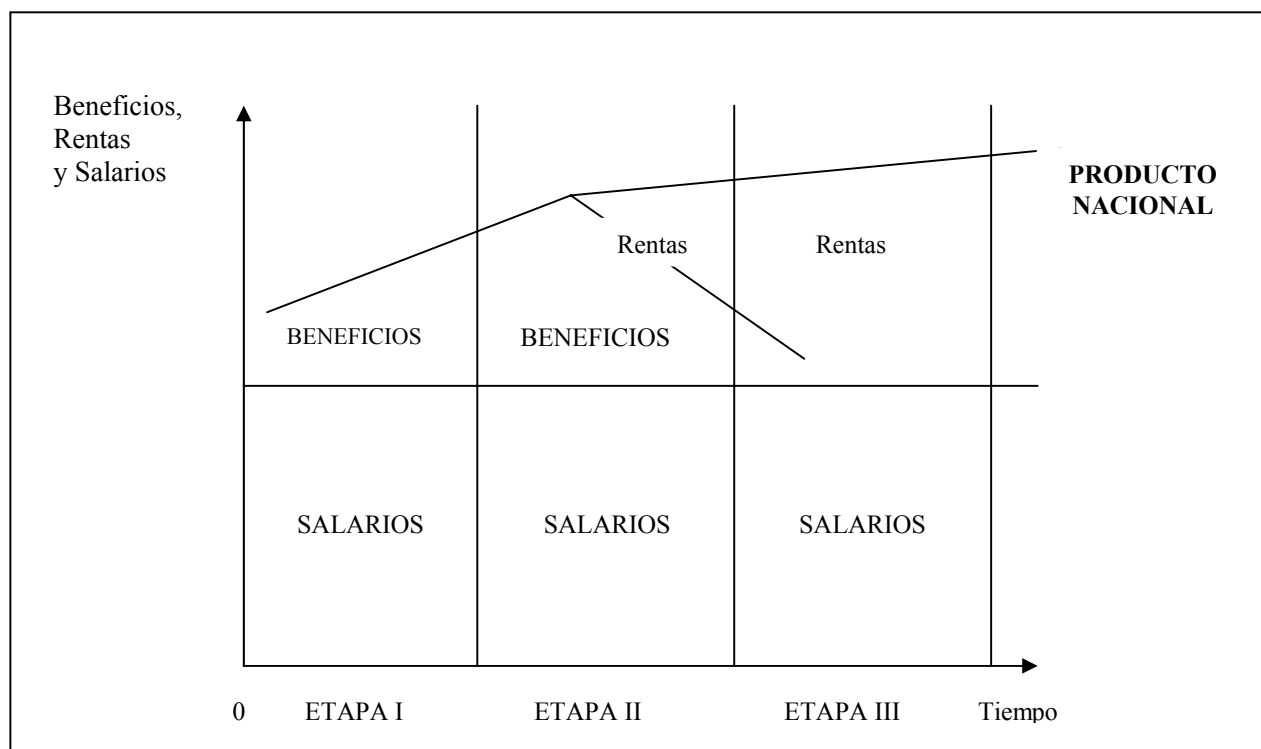 Beneficios,
Rentas
y Salarios
PRODUCTO
NACIONAL
Rentas
Rentas
BENEFICIOS
BENEFICIOS
SALARIOS
SALARIOS
SALARIOS
0
ETAPA I
ETAPA II
ETAPA III
Tiempo